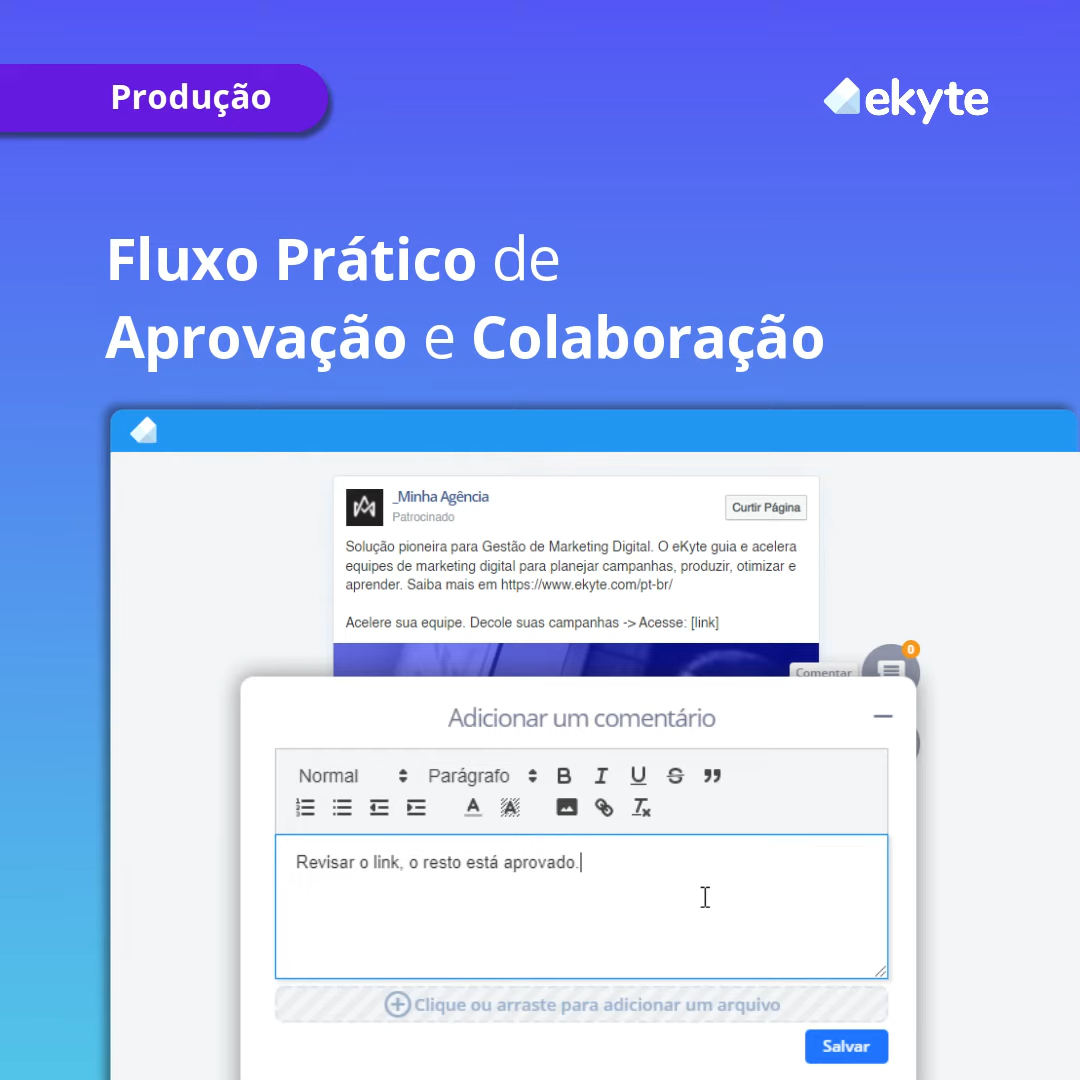 Produção
ekyte
Fluxo Prático de
Aprovação e Colaboração
_Minha Agência
Patrocinado
Curtir Página
Solução pioneira para Gestão de Marketing Digital. O eKyte guia e acelera
equipes de marketing digital para planejar campanhas, produzir, otimizar e
aprender. Saiba mais em https://www.ekyte.com/pt-br/
Acelere sua equipe. Decole suas campanhas -> Acesse: [link]
0
Comentar
Adicionar um comentário
Normal Parágrafo B I U S
A A
Revisar o link, o resto está aprovado.
Clique ou arraste para adicionar um arquivo
Salvar